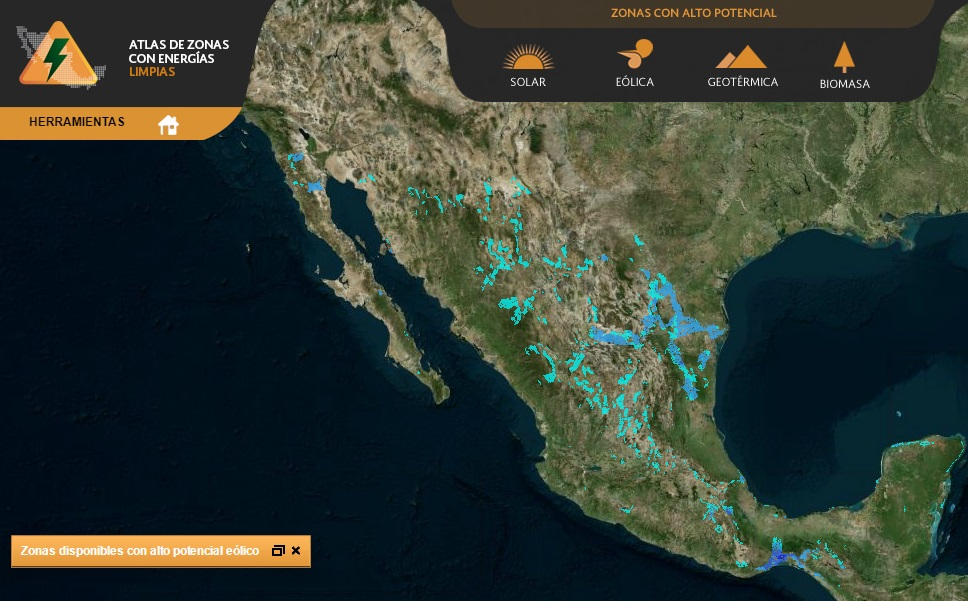 ATLAS DE ZONAS
CON ENERGÍAS
LIMPIAS
HERRAMIENTAS
ZONAS CON ALTO POTENCIAL
SOLAR
EÓLICA
GEOTÉRMICA
BIOMASA
Zonas disponibles con alto potencial eólico